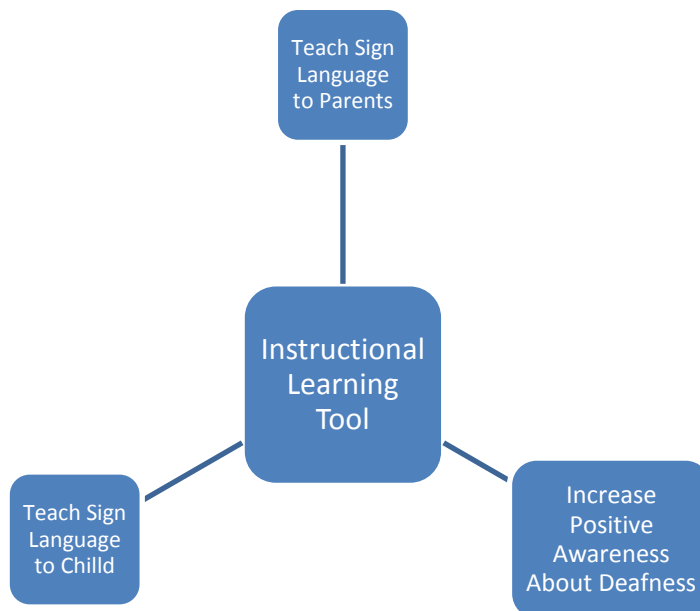 Teach Sign
Language
to Parents
Instructional
Learning
Tool
Teach Sign
Language
to Chilld
Increase
Positive
Awareness
About Deafness